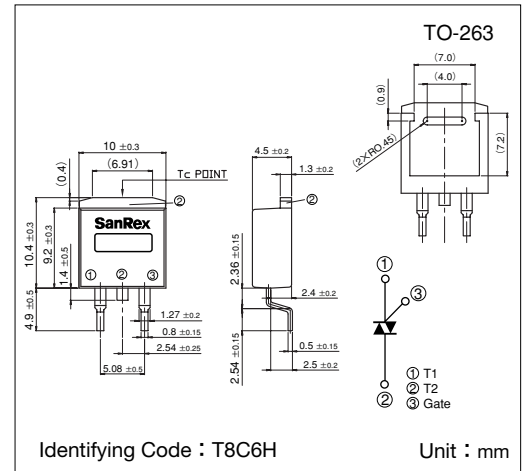 TO-263
(7.0)
(4.0)
(0.9)
(7.2)
(2×R0.45)
10 ±0.3
(6.91)
(0.4)
Tc POINT
②
SanRex
① ② ③
10.4 ±0.3
9.2 ±0.3
1.4 ±0.5
4.9 ±0.5
1.27 ±0.2
0.8 ±0.15
2.54 ±0.25
5.08 ±0.5
4.5 ±0.2
1.3 ±0.2
②
2.36 ±0.15
2.4 ±0.2
2.54 ±0.15
0.5 ±0.15
2.5 ±0.2
①
③
②
① T1
② T2
③ Gate
Identifying Code：T8C6H
Unit：mm